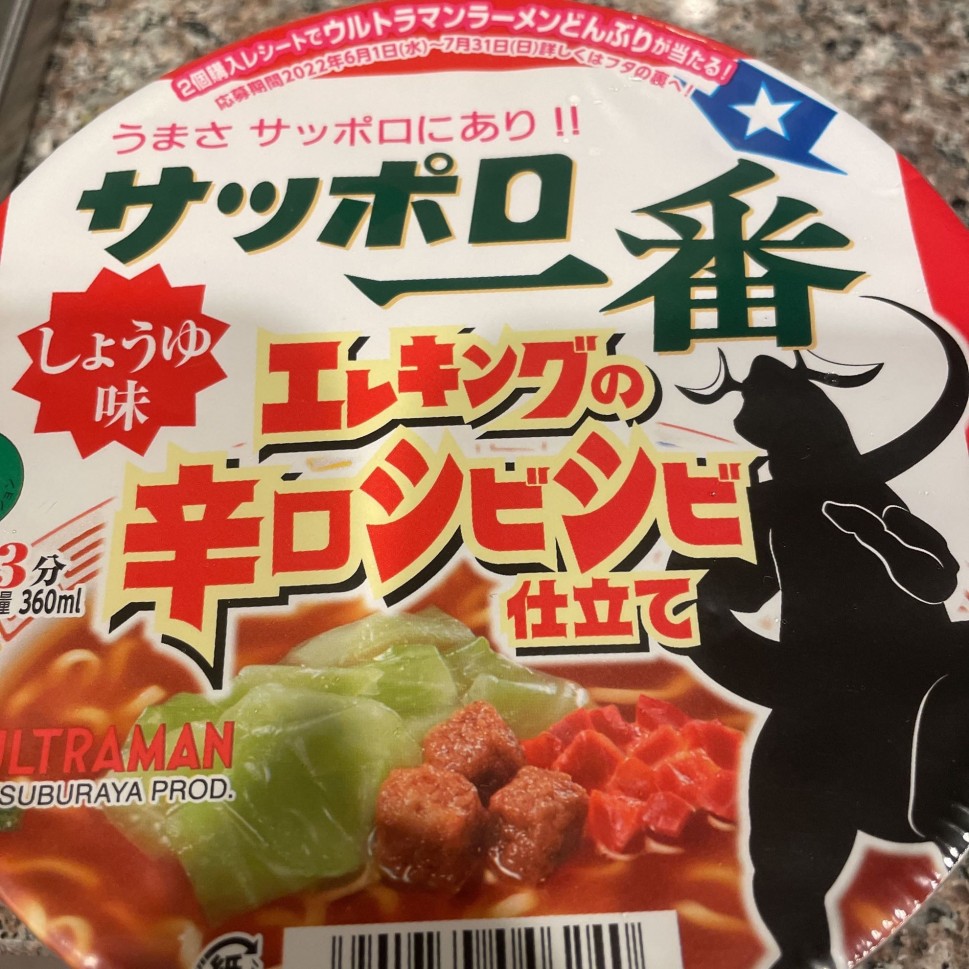 2個購入レシートでウルトラマンラーメンどんぶりが当たる!
応募期間2022年6月1日(水)~7月31日(日)詳しくはフタの裏へ!
うまさ サッポロにあり!!
サッポロ
一番
しょうゆ
味
エレキングの
辛口シビシビ
仕立て
3分
量 360ml
ULTRAMAN
SUBURAYA PROD.
紙